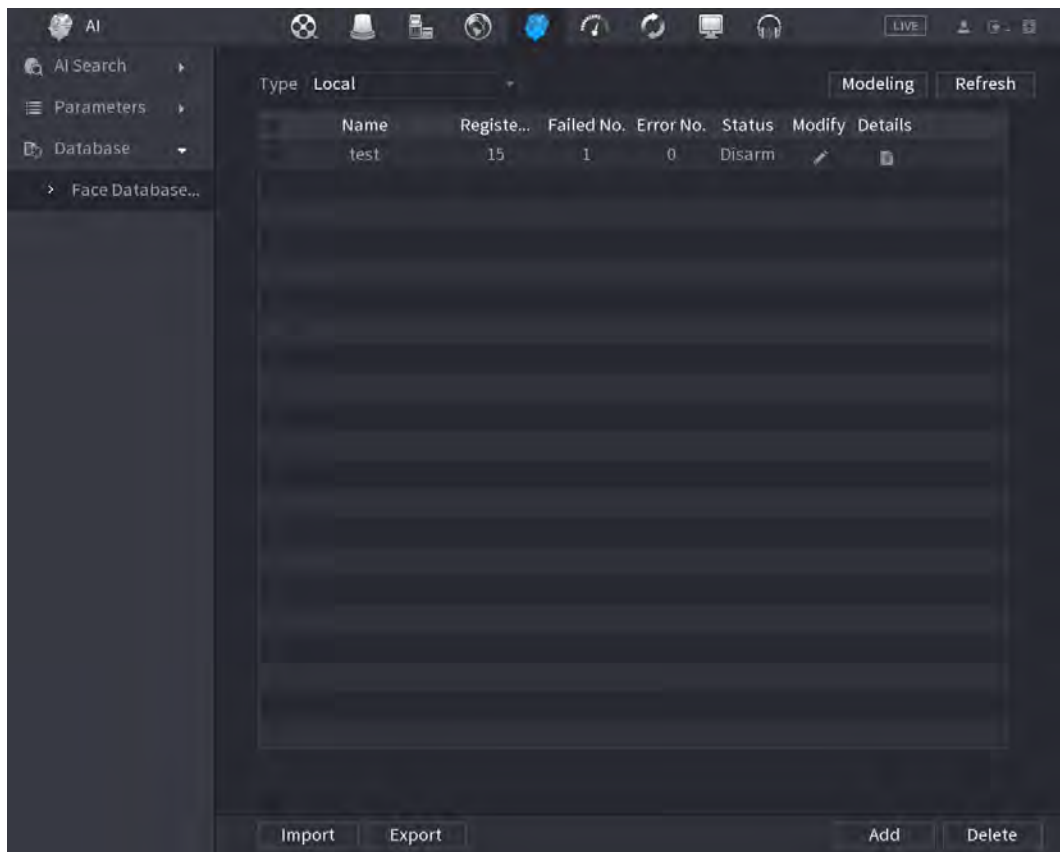 AI
LIVE
AI Search
Parameters
Database
Face Database...
Type Local
Modeling Refresh
Name Registe... Failed No. Error No. Status Modify Details
test 15 1 0 Disarm
Import Export
Add Delete